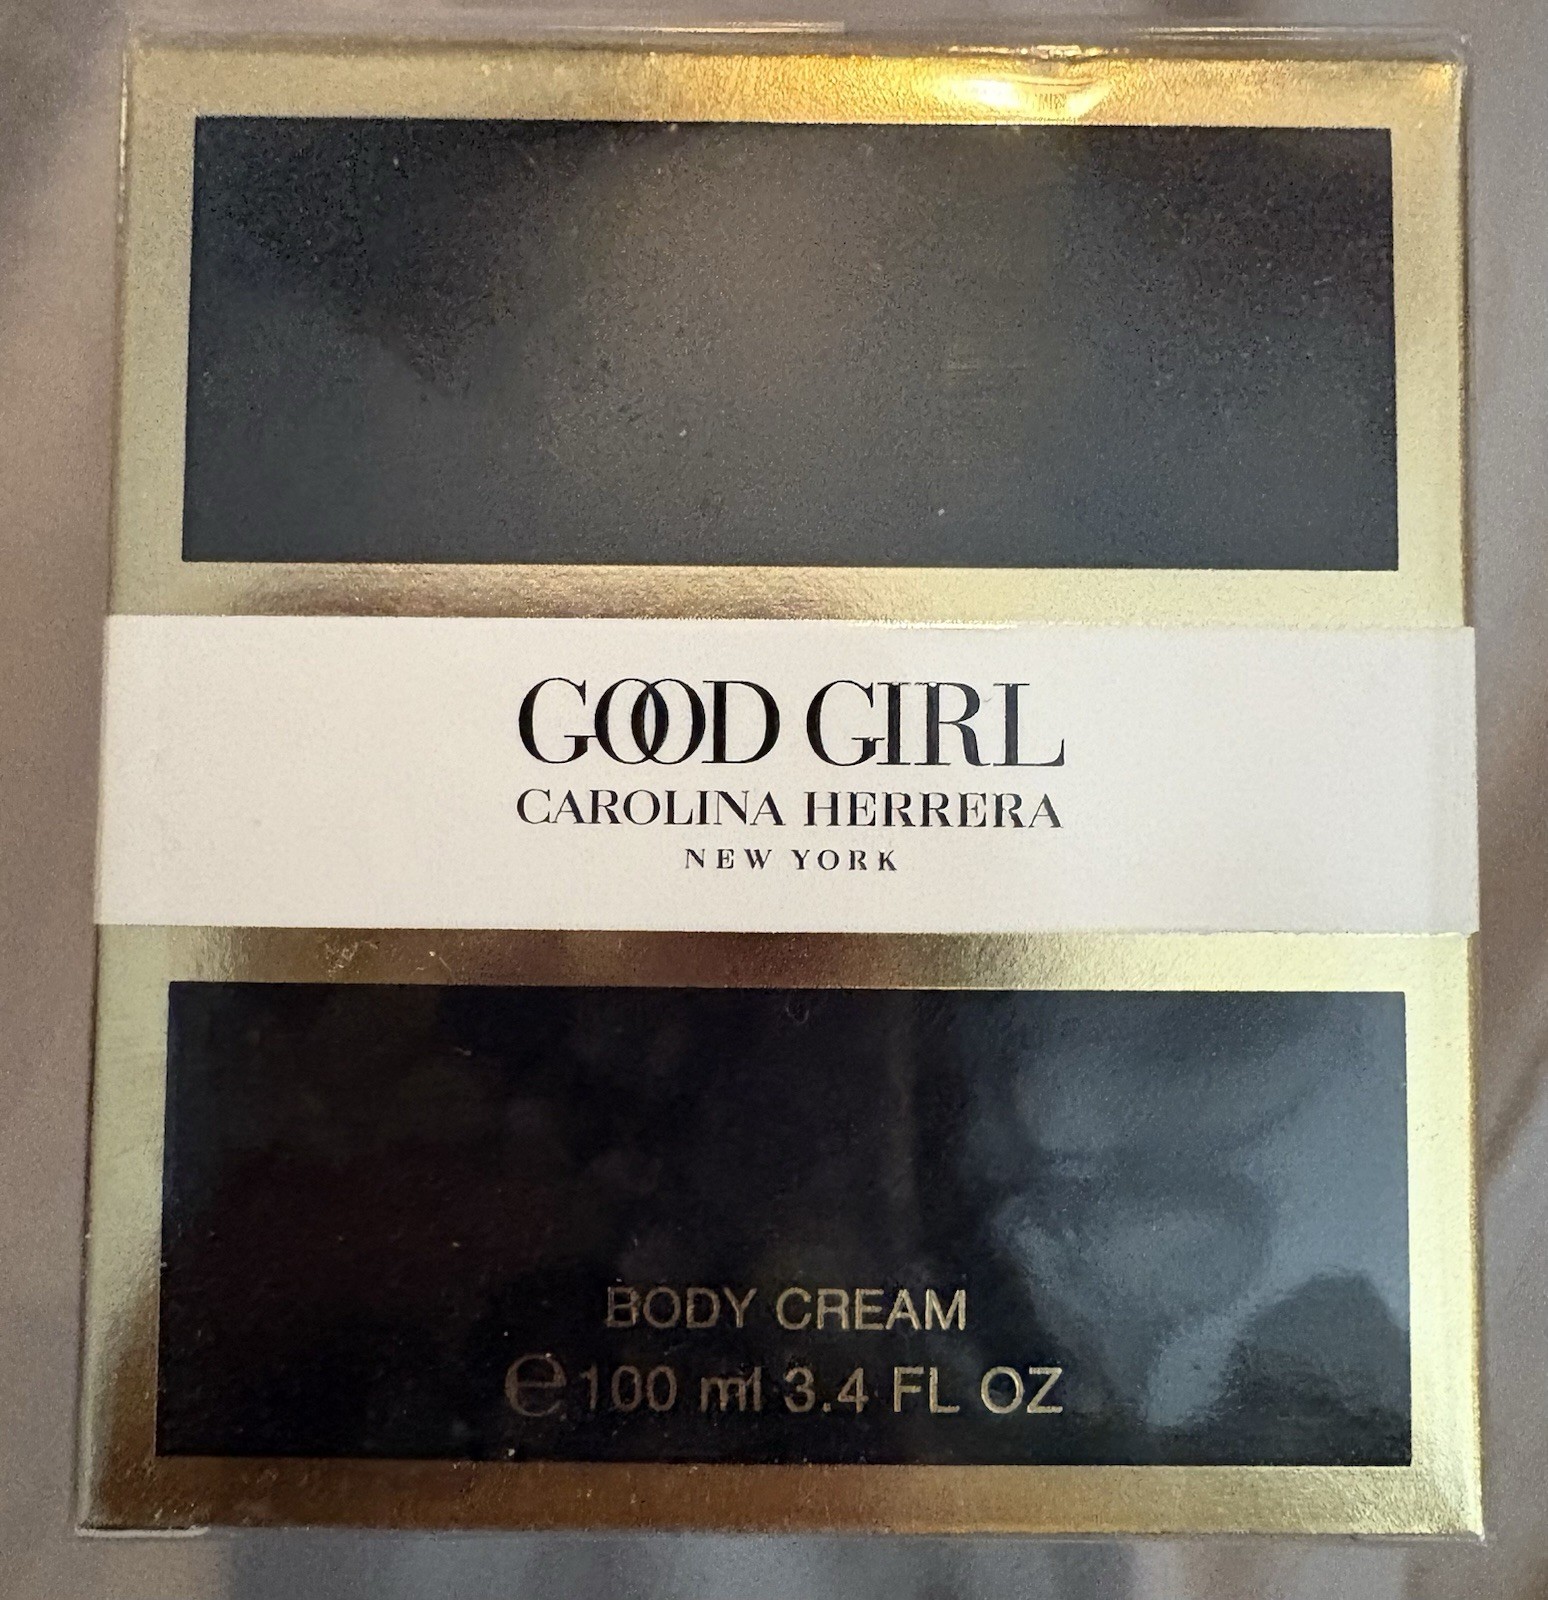 GOOD GIRL
CAROLINA HERRERA
NEW YORK
BODY CREAM
℮ 100 ml 3.4 FL OZ